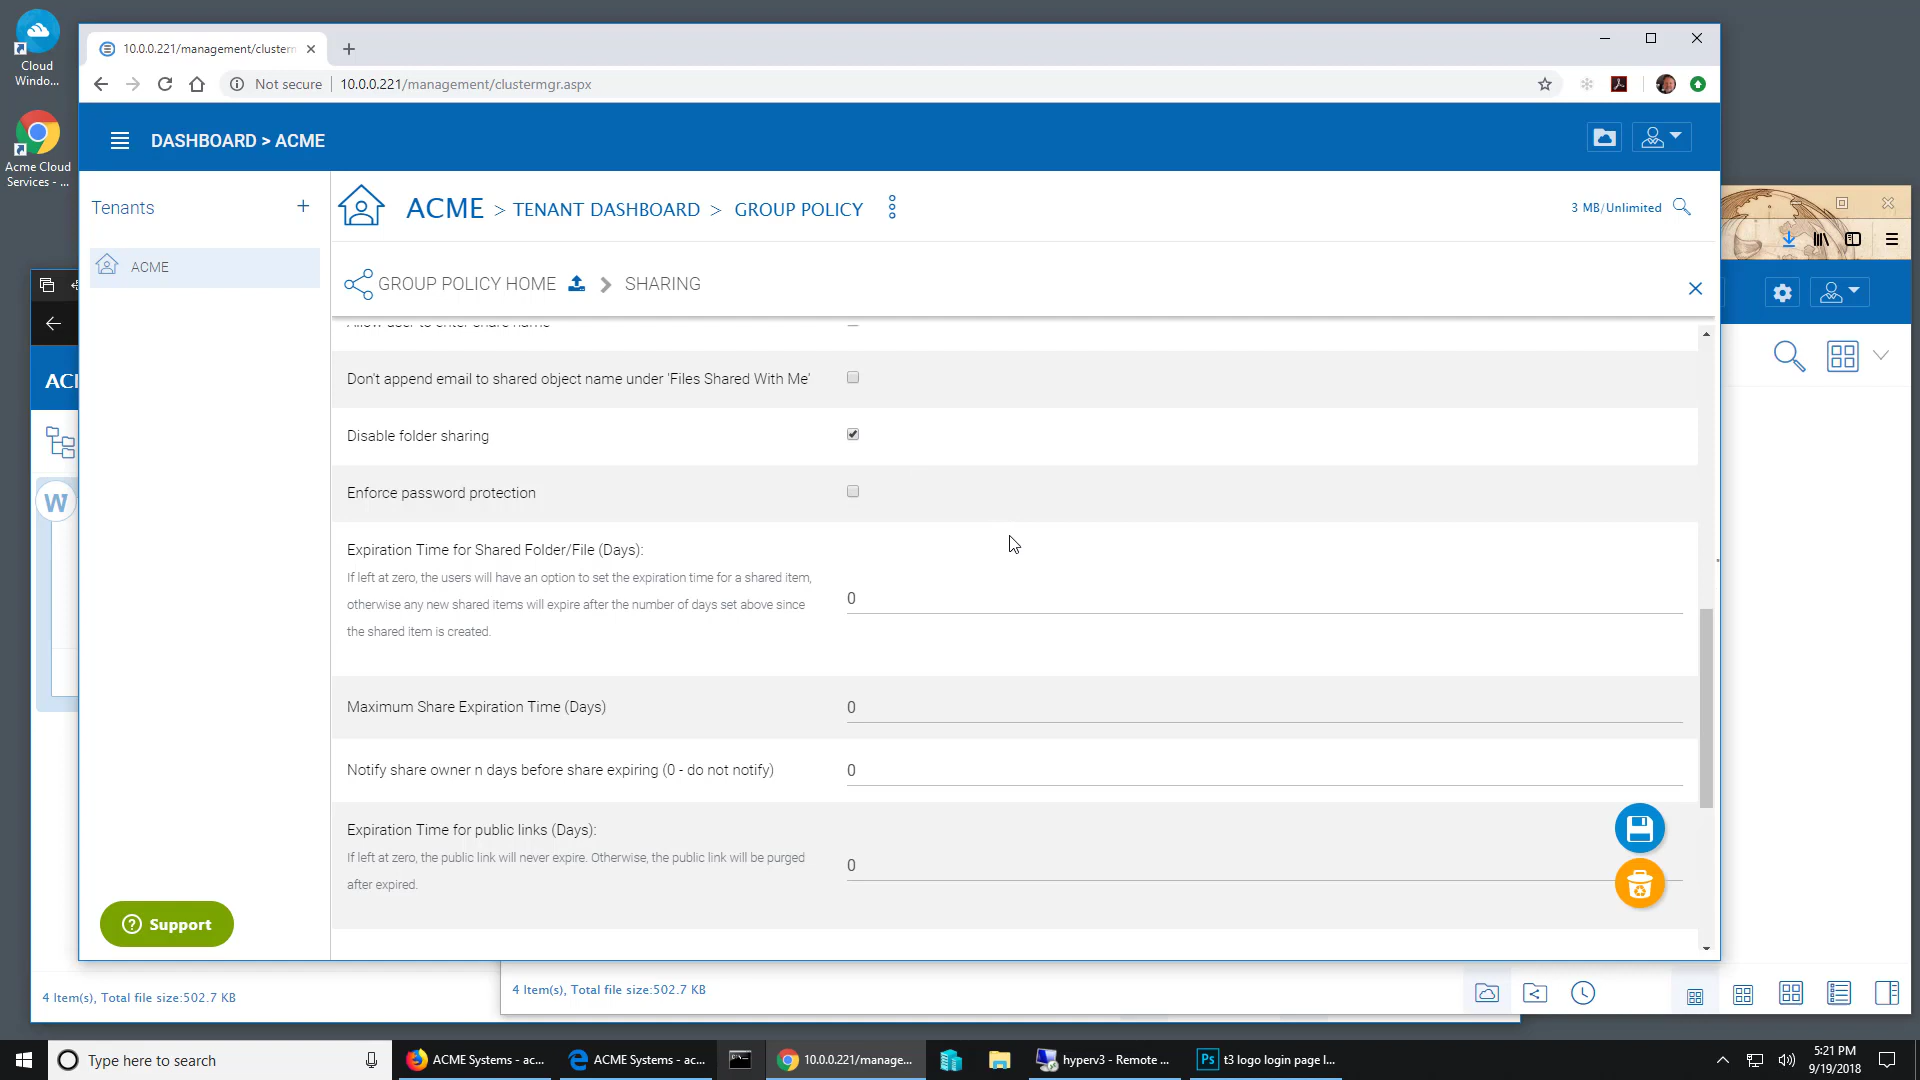 Cloud
Windo...
Acme Cloud
Services - ...
10.0.0.221/management/clustern
Not secure
10.0.0.221/management/clustermgr.aspx
DASHBOARD > ACME
Tenants
+
ACME
ACME > TENANT DASHBOARD > GROUP POLICY
3 MB/Unlimited
GROUP POLICY HOME
SHARING
Allow user to enter share name
Don't append email to shared object name under 'Files Shared With Me'
Disable folder sharing
Enforce password protection
Expiration Time for Shared Folder/File (Days):
If left at zero, the users will have an option to set the expiration time for a shared item,
otherwise any new shared items will expire after the number of days set above since
the shared item is created.
0
Maximum Share Expiration Time (Days)
0
Notify share owner n days before share expiring (0 - do not notify)
0
Expiration Time for public links (Days):
If left at zero, the public link will never expire. Otherwise, the public link will be purged
after expired.
0
Support
W
4 Item(s), Total file size:502.7 KB
4 Item(s), Total file size:502.7 KB
Type here to search
ACME Systems - ac...
ACME Systems - ac...
10.0.0.221/manage...
hyperv3 - Remote ...
Ps
t3 logo login page l...
5:21 PM
9/19/2018